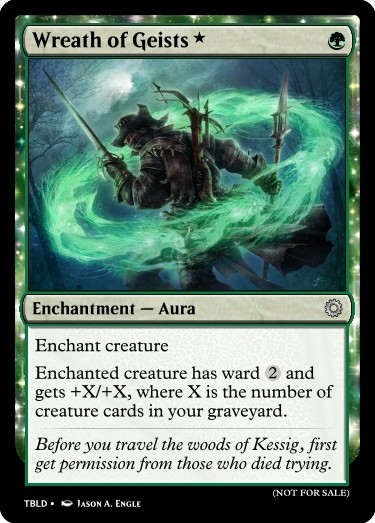 Wreath of Geists ★
Enchantment — Aura
Enchant creature
Enchanted creature has ward 2 and
gets +X/+X, where X is the number of
creature cards in your graveyard.
Before you travel the woods of Kessig, first
get permission from those who died trying.
(NOT FOR SALE)
TBLD • Jason A. Engle